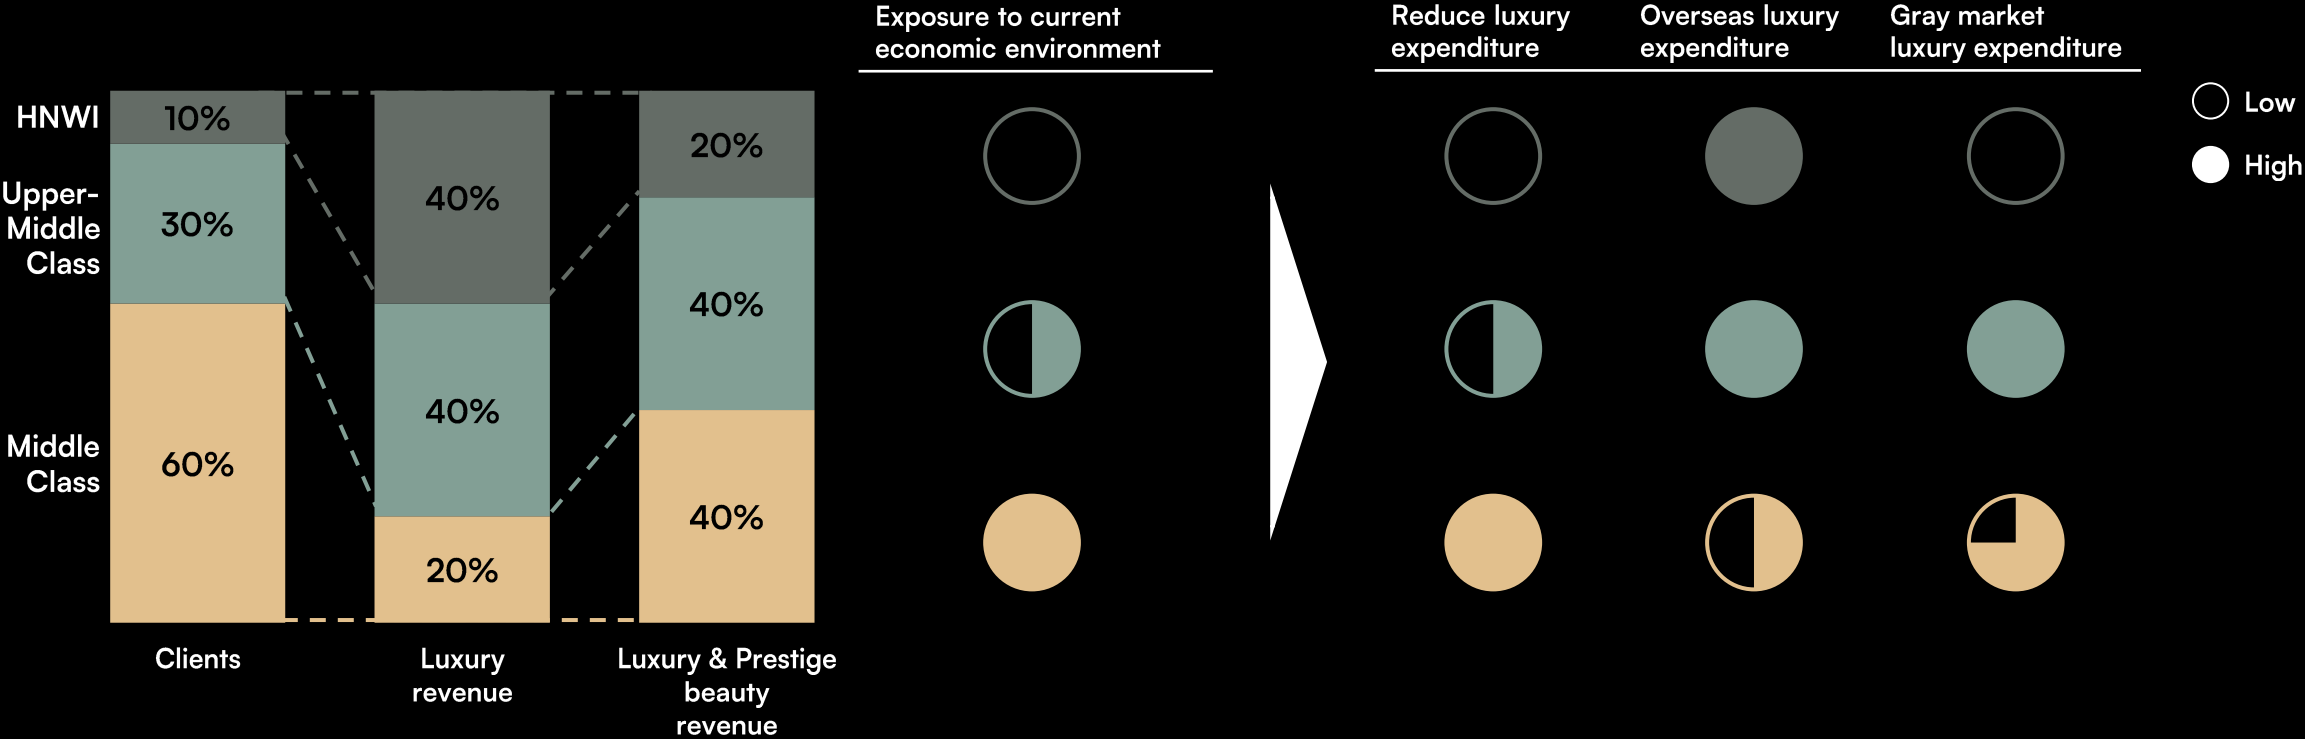 Exposure to current
economic environment
Reduce luxury
expenditure
Overseas luxury
expenditure
Gray market
luxury expenditure
Low
High
HNWI
10%
40%
20%
Upper-
Middle
Class
30%
40%
40%
Middle
Class
60%
20%
40%
Clients
Luxury
revenue
Luxury & Prestige
beauty
revenue